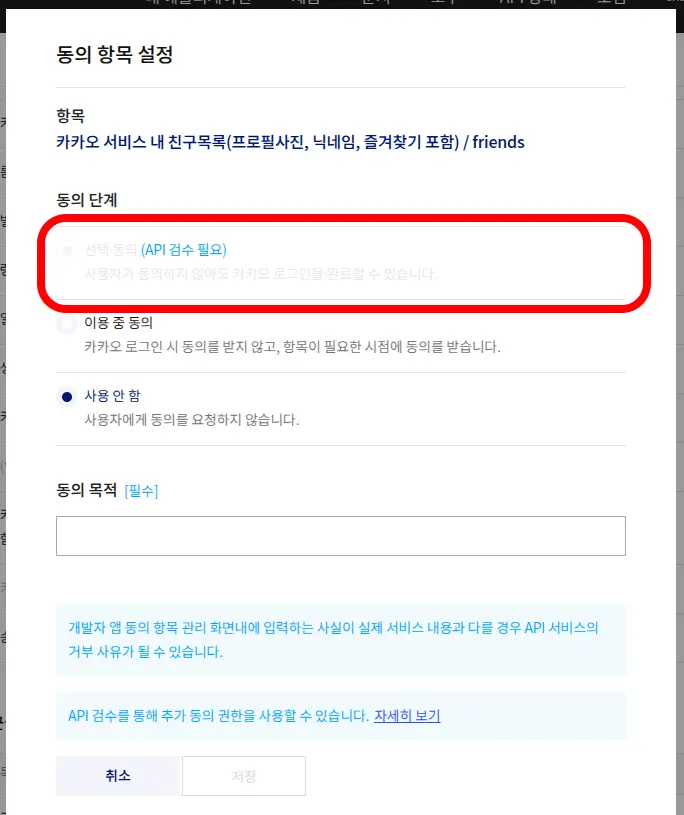 동의 항목 설정
항목
카카오 서비스 내 친구목록(프로필사진, 닉네임, 즐겨찾기 포함) / friends
동의 단계
선택 동의 (API 검수 필요)
사용자가 동의하지 않아도 카카오 로그인을 완료할 수 있습니다.
이용 중 동의
카카오 로그인 시 동의를 받지 않고, 항목이 필요한 시점에 동의를 받습니다.
사용 안 함
사용자에게 동의를 요청하지 않습니다.
동의 목적 [필수]
개발자 앱 동의 항목 관리 화면내에 입력하는 사실이 실제 서비스 내용과 다를 경우 API 서비스의
거부 사유가 될 수 있습니다.
API 검수를 통해 추가 동의 권한을 사용할 수 있습니다. 자세히 보기
취소
저장